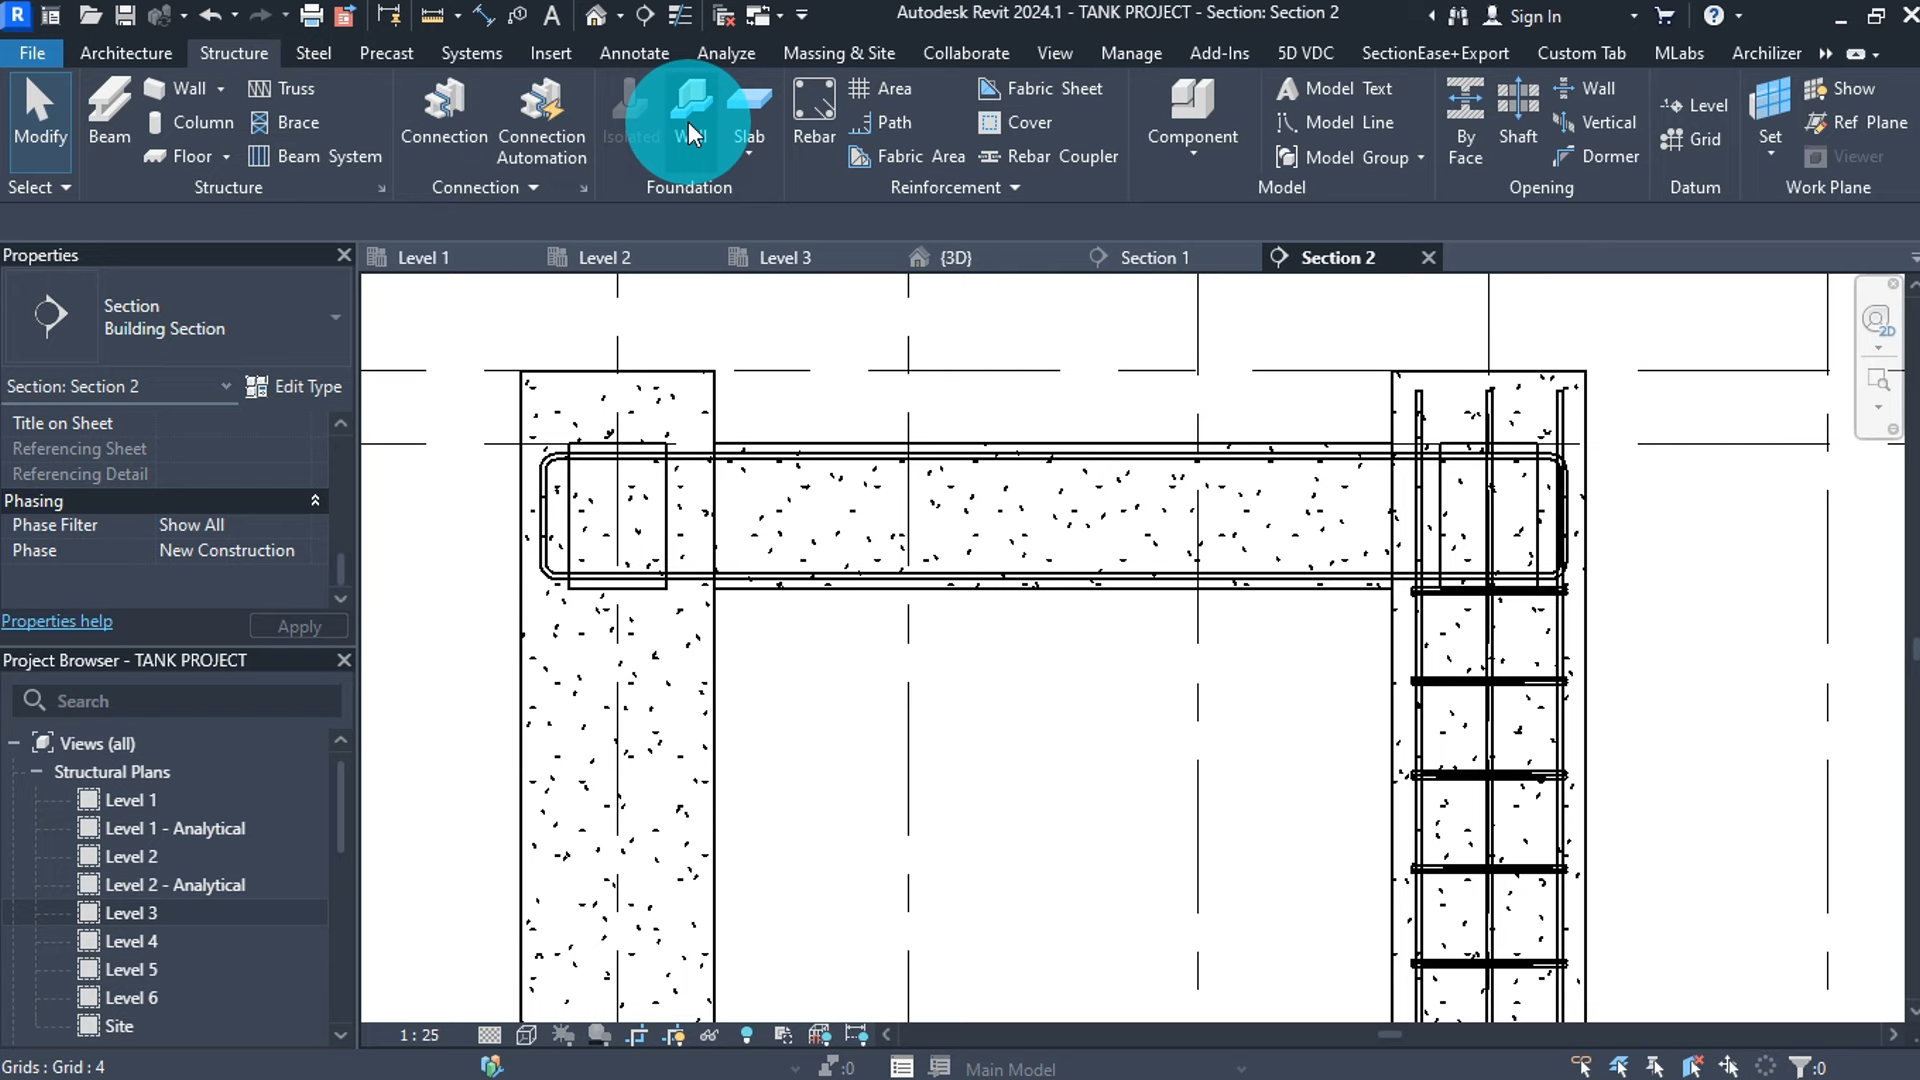 R
Autodesk Revit 2024.1 - TANK PROJECT - Section: Section 2
Sign In
File
Architecture
Structure
Steel
Precast
Systems
Insert
Annotate
Analyze
Massing & Site
Collaborate
View
Manage
Add-Ins
5D VDC
SectionEase+Export
Custom Tab
MLabs
Archilizer
Modify
Select
Beam
Wall
Column
Floor
Truss
Brace
Beam System
Structure
Connection
Connection Automation
Connection
Isolated
Wall
Slab
Foundation
Rebar
Area
Path
Fabric Area
Fabric Sheet
Cover
Rebar Coupler
Reinforcement
Component
Model Text
Model Line
Model Group
Model
By Face
Shaft
Wall
Vertical
Dormer
Opening
Level
Grid
Datum
Set
Show
Ref Plane
Viewer
Work Plane
Properties
Level 1
Level 2
Level 3
{3D}
Section 1
Section 2
Section
Building Section
Section: Section 2
Edit Type
Title on Sheet
Referencing Sheet
Referencing Detail
Phasing
Phase Filter Show All
Phase New Construction
Properties help
Apply
Project Browser - TANK PROJECT
Search
Views (all)
Structural Plans
Level 1
Level 1 - Analytical
Level 2
Level 2 - Analytical
Level 3
Level 4
Level 5
Level 6
Site
2D
1 : 25
Grids : Grid : 4
:0
Main Model
:0